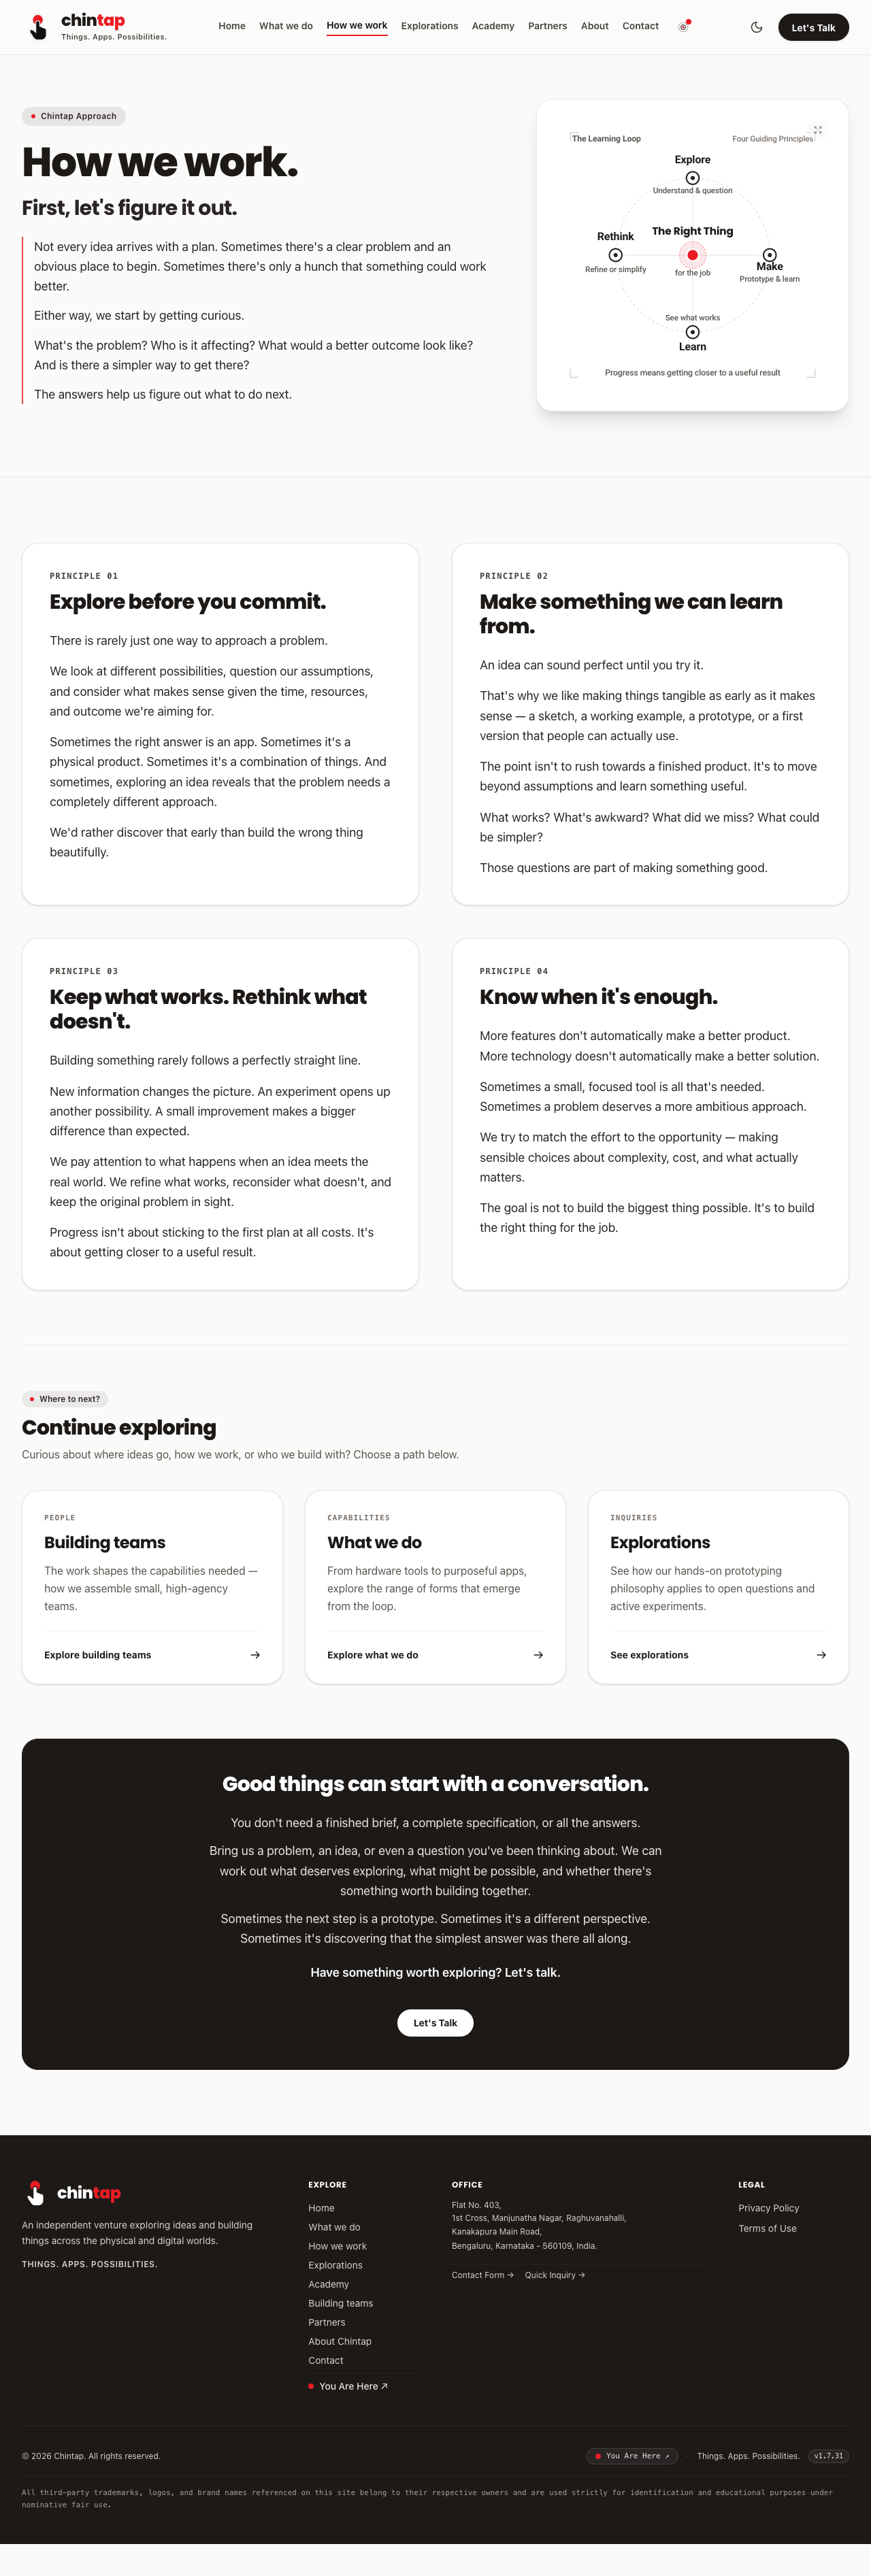 chintap
Things. Apps. Possibilities.
Home What we do How we work Explorations Academy Partners About Contact
Let's Talk
Chintap Approach
How we work.
First, let's figure it out.
Not every idea arrives with a plan. Sometimes there's a clear problem and an
obvious place to begin. Sometimes there's only a hunch that something could work
better.
Either way, we start by getting curious.
What's the problem? Who is it affecting? What would a better outcome look like?
And is there a simpler way to get there?
The answers help us figure out what to do next.
The Learning Loop
Four Guiding Principles
Explore
Understand & question
Rethink
Refine or simplify
The Right Thing
for the job
Make
Prototype & learn
See what works
Learn
Progress means getting closer to a useful result
PRINCIPLE 01
Explore before you commit.
There is rarely just one way to approach a problem.
We look at different possibilities, question our assumptions,
and consider what makes sense given the time, resources,
and outcome we're aiming for.
Sometimes the right answer is an app. Sometimes it's a
physical product. Sometimes it's a combination of things. And
sometimes, exploring an idea reveals that the problem needs a
completely different approach.
We'd rather discover that early than build the wrong thing
beautifully.
PRINCIPLE 02
Make something we can learn
from.
An idea can sound perfect until you try it.
That's why we like making things tangible as early as it makes
sense — a sketch, a working example, a prototype, or a first
version that people can actually use.
The point isn't to rush towards a finished product. It's to move
beyond assumptions and learn something useful.
What works? What's awkward? What did we miss? What could
be simpler?
Those questions are part of making something good.
PRINCIPLE 03
Keep what works. Rethink what
doesn't.
Building something rarely follows a perfectly straight line.
New information changes the picture. An experiment opens up
another possibility. A small improvement makes a bigger
difference than expected.
We pay attention to what happens when an idea meets the
real world. We refine what works, reconsider what doesn't, and
keep the original problem in sight.
Progress isn't about sticking to the first plan at all costs. It's
about getting closer to a useful result.
PRINCIPLE 04
Know when it's enough.
More features don't automatically make a better product.
More technology doesn't automatically make a better solution.
Sometimes a small, focused tool is all that's needed.
Sometimes a problem deserves a more ambitious approach.
We try to match the effort to the opportunity — making
sensible choices about complexity, cost, and what actually
matters.
The goal is not to build the biggest thing possible. It's to build
the right thing for the job.
Where to next?
Continue exploring
Curious about where ideas go, how we work, or who we build with? Choose a path below.
PEOPLE
Building teams
The work shapes the capabilities needed —
how we assemble small, high-agency
teams.
Explore building teams →
CAPABILITIES
What we do
From hardware tools to purposeful apps,
explore the range of forms that emerge
from the loop.
Explore what we do →
INQUIRIES
Explorations
See how our hands-on prototyping
philosophy applies to open questions and
active experiments.
See explorations →
Good things can start with a conversation.
You don't need a finished brief, a complete specification, or all the answers.
Bring us a problem, an idea, or even a question you've been thinking about. We can
work out what deserves exploring, what might be possible, and whether there's
something worth building together.
Sometimes the next step is a prototype. Sometimes it's a different perspective.
Sometimes it's discovering that the simplest answer was there all along.
Have something worth exploring? Let's talk.
Let's Talk
chintap
An independent venture exploring ideas and building
things across the physical and digital worlds.
THINGS. APPS. POSSIBILITIES.
EXPLORE
Home
What we do
How we work
Explorations
Academy
Building teams
Partners
About Chintap
Contact
You Are Here ↗
OFFICE
Flat No. 403,
1st Cross, Manjunatha Nagar, Raghuvanahalli,
Kanakapura Main Road,
Bengaluru, Karnataka - 560109, India.
Contact Form → Quick Inquiry →
LEGAL
Privacy Policy
Terms of Use
© 2026 Chintap. All rights reserved.
You Are Here ↗ · Things. Apps. Possibilities. v1.7.31
All third-party trademarks, logos, and brand names referenced on this site belong to their respective owners and are used strictly for identification and educational purposes under
nominative fair use.